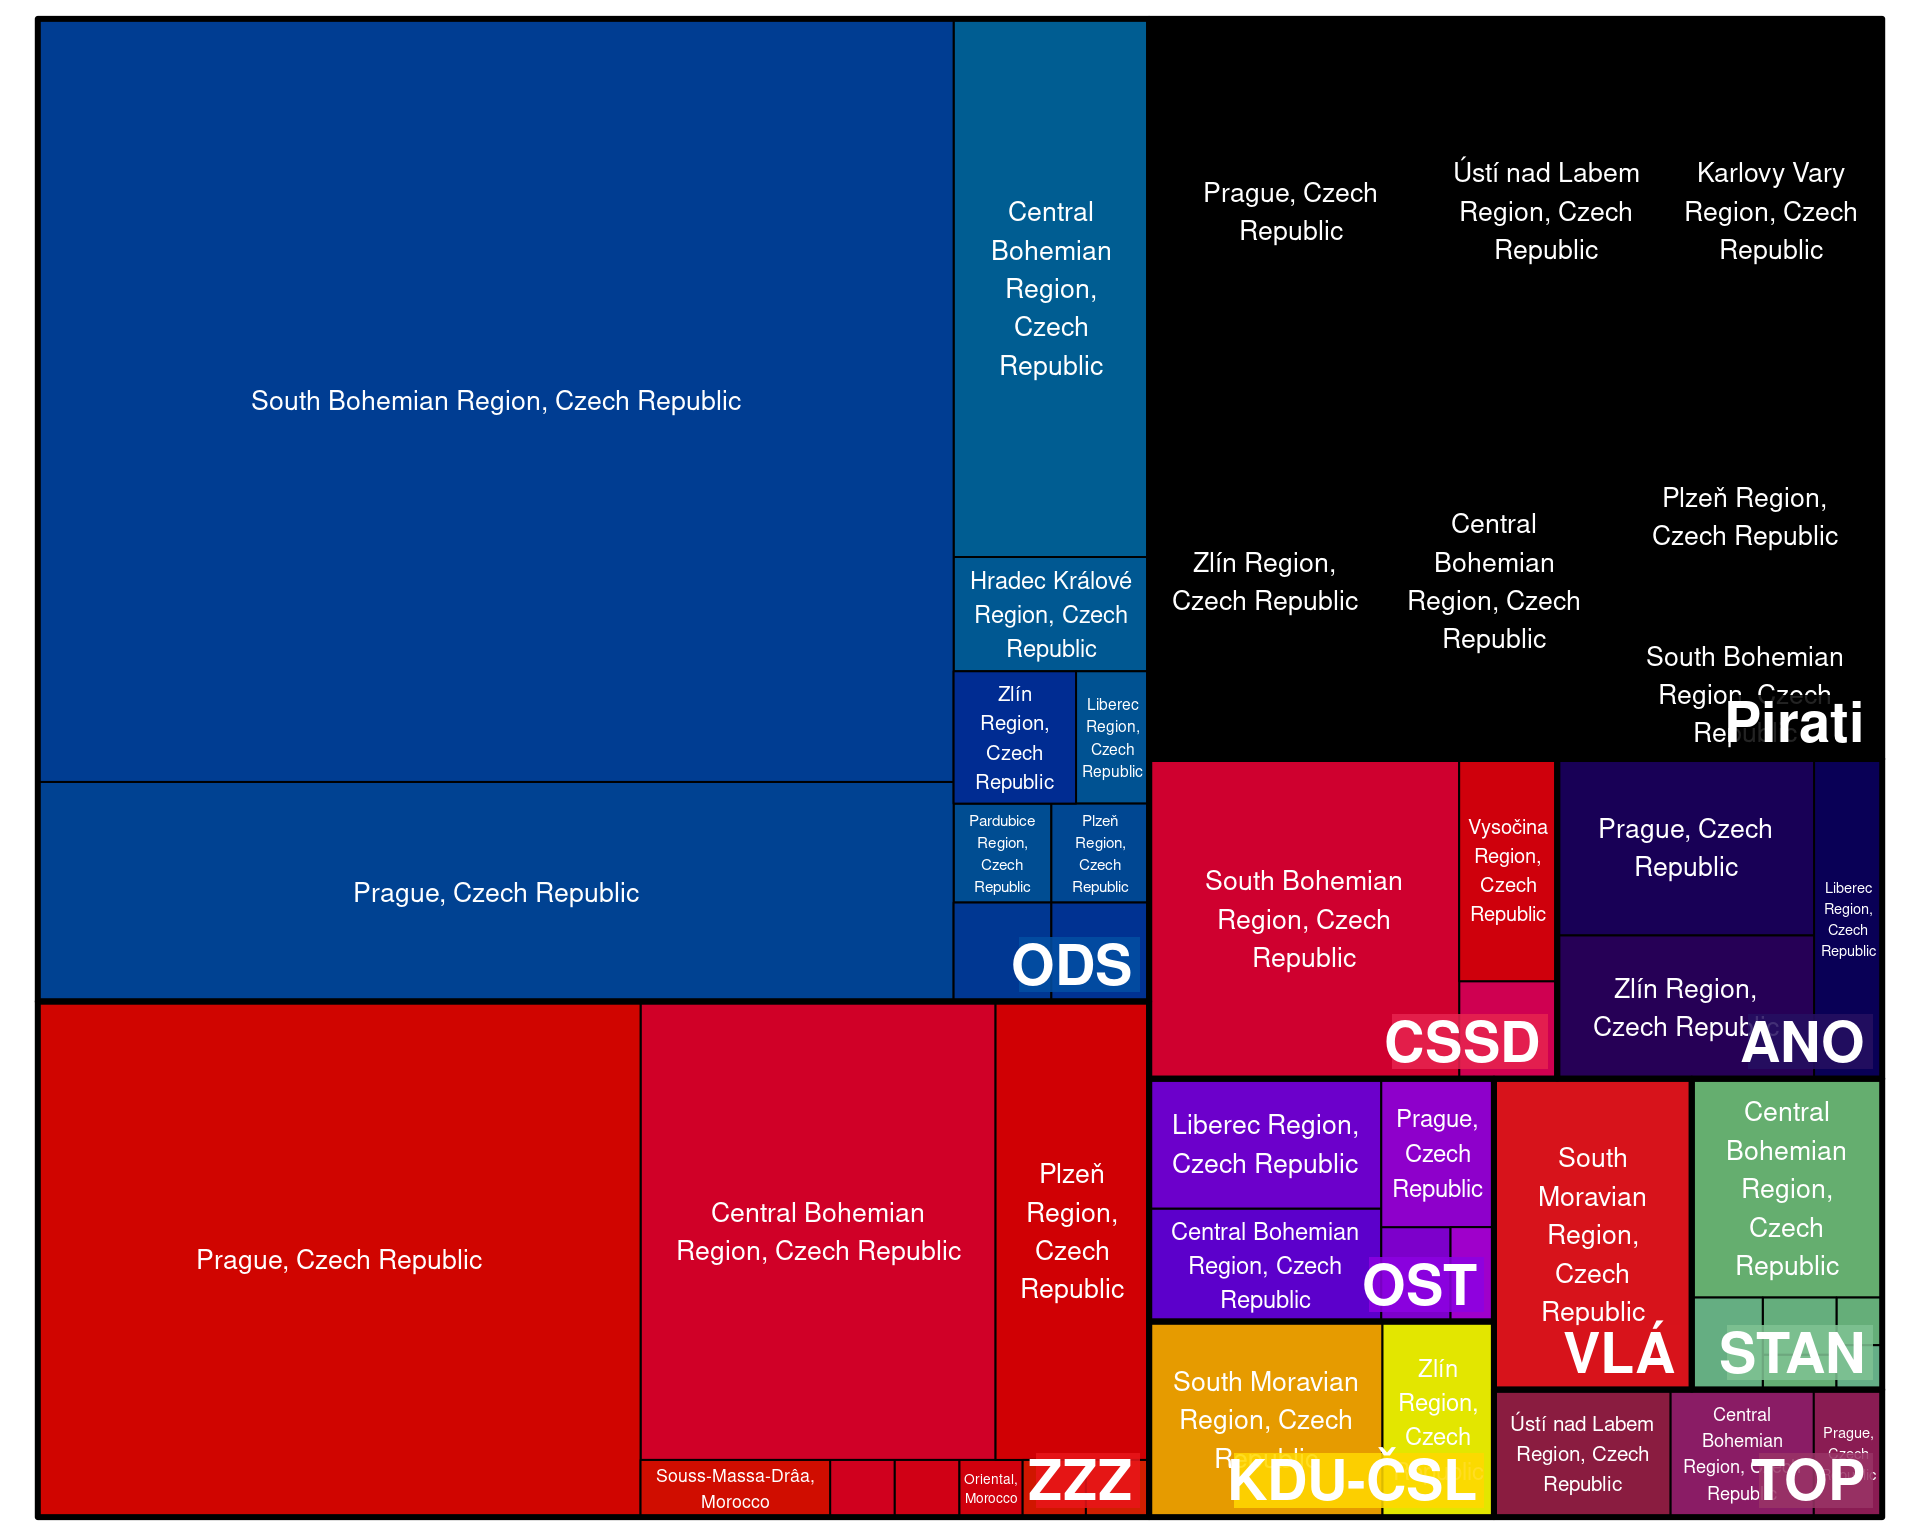 South Bohemian Region, Czech Republic
Central
Bohemian
Region,
Czech
Republic
Hradec Králové
Region, Czech
Republic
Zlín
Region,
Czech
Republic
Liberec
Region,
Czech
Republic
Prague, Czech Republic
Pardubice
Region,
Czech
Republic
Plzeň
Region,
Czech
Republic
ODS
Prague, Czech
Republic
Ústí nad Labem
Region, Czech
Republic
Karlovy Vary
Region, Czech
Republic
Zlín Region,
Czech Republic
Central
Bohemian
Region, Czech
Republic
Plzeň Region,
Czech Republic
South Bohemian
Region, Czech
Republic
Pirati
South Bohemian
Region, Czech
Republic
Vysočina
Region,
Czech
Republic
CSSD
Prague, Czech
Republic
Zlín Region,
Czech Republic
Liberec
Region,
Czech
Republic
ANO
Prague, Czech Republic
Central Bohemian
Region, Czech Republic
Plzeň
Region,
Czech
Republic
Souss-Massa-Drâa,
Morocco
Oriental,
Morocco
ZZZ
Liberec Region,
Czech Republic
Prague,
Czech
Republic
Central Bohemian
Region, Czech
Republic
OST
South
Moravian
Region,
Czech
Republic
VLÁ
Central
Bohemian
Region,
Czech
Republic
STAN
South Moravian
Region, Czech
Republic
Zlín
Region,
Czech
KDU-ČSL
Ústí nad Labem
Region, Czech
Republic
Central
Bohemian
Region, Czech
Republic
Prague,
Czech
TOP